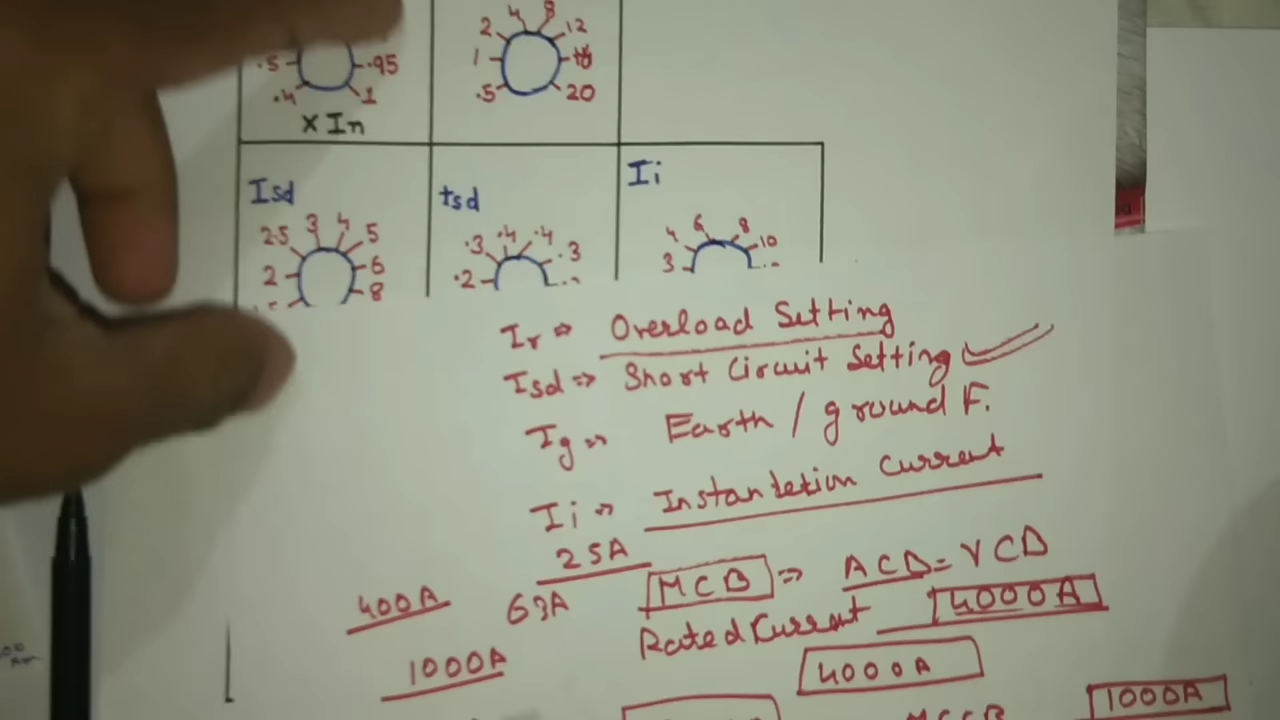 4 8
2 12
.5 .95 1
.4 1 .5 20
X In
Isd tsd Ii
2.5 3 4 5 .3 .4 .4 .3 4 6 8 10
2 6 .2 3
8
Ir ⇒ Overload Setting
Isd ⇒ Short Circuit Setting
Ig ⇒ Earth / ground F.
Ii ⇒ Instantetion Current
25A
400A 63A MCB ⇒ ACB = VCB
Rated Current 4000A
1000A 4000A
MCCB 1000A